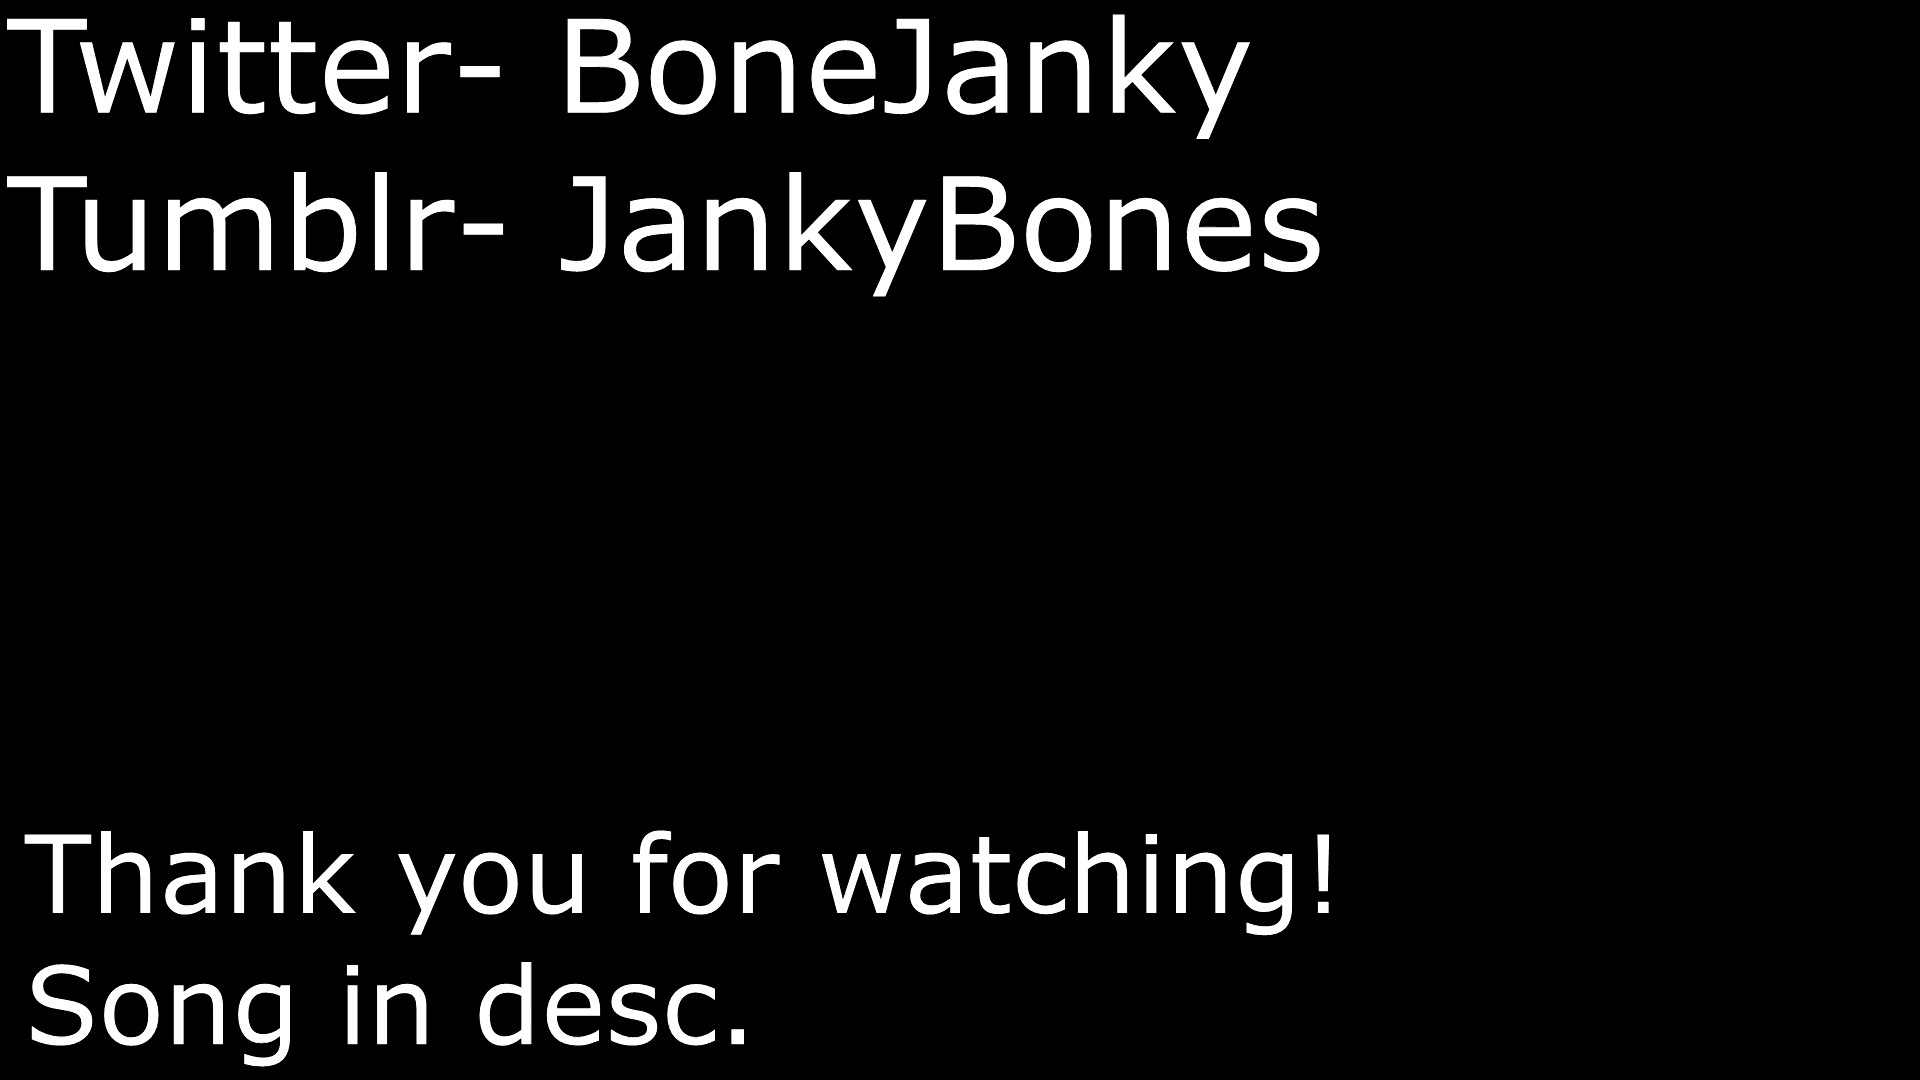 Twitter- BoneJanky
Tumblr- JankyBones
Thank you for watching!
Song in desc.